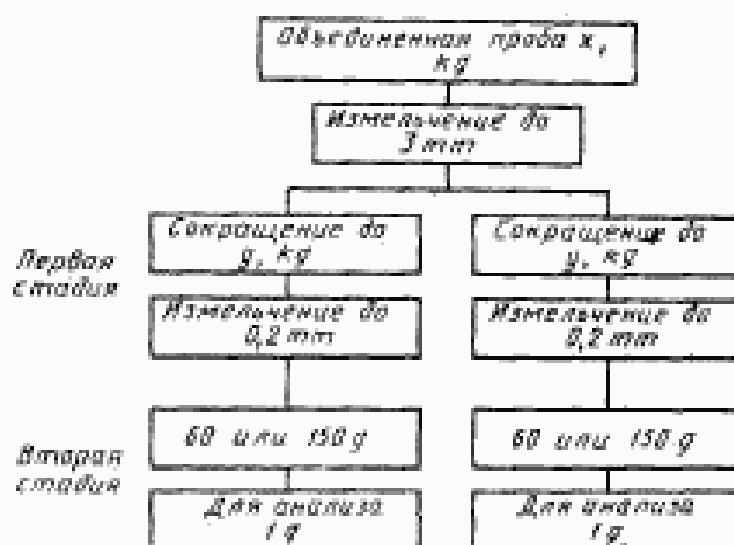 Объединенная проба x,
kg
Измельчение до
3 mm
Первая
стадия
Сокращение до
y, kg
Сокращение до
y, kg
Измельчение до
0,2 mm
Измельчение до
0,2 mm
Вторая
стадия
60 или 150 g
60 или 150 g
Для анализа
1 g
Для анализа
1 g